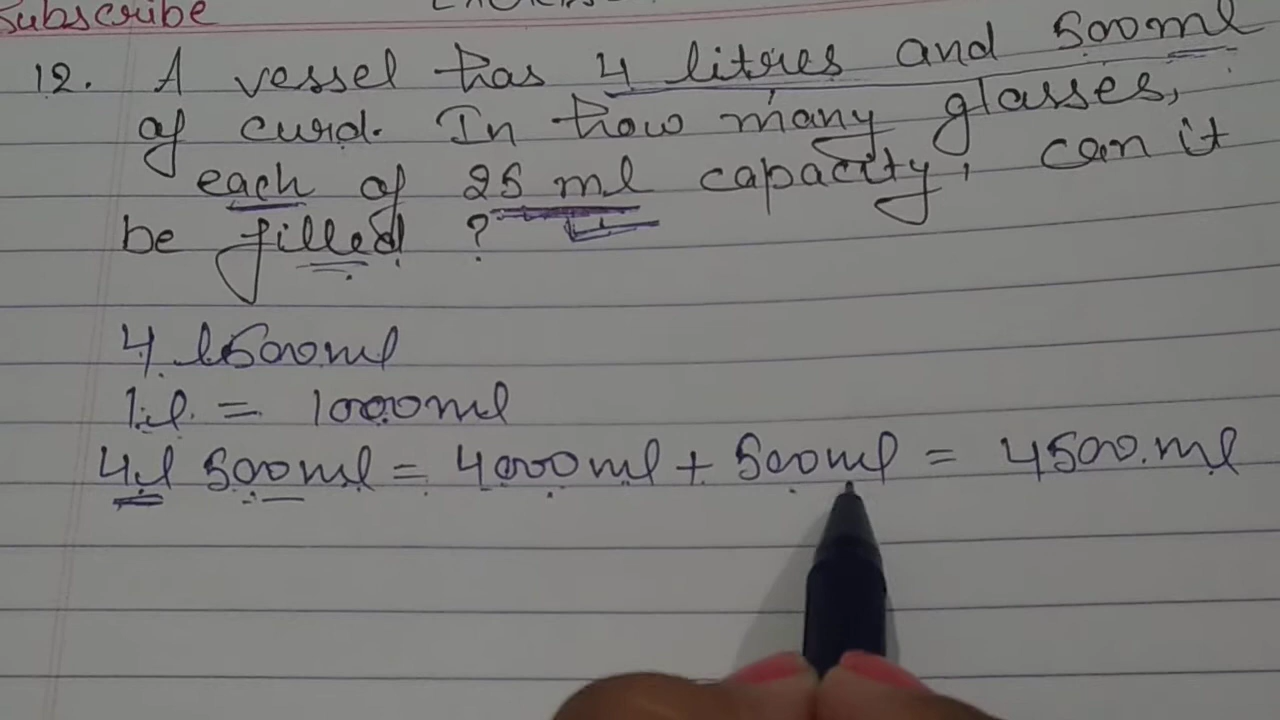 Subscribe
12. A vessel has 4 litres and 500ml
of curd. In how many glasses,
each of 25 ml capacity, can it
be filled ?
4 l500ml
1l = 1000ml
4l 500ml = 4000ml + 500ml = 4500.ml